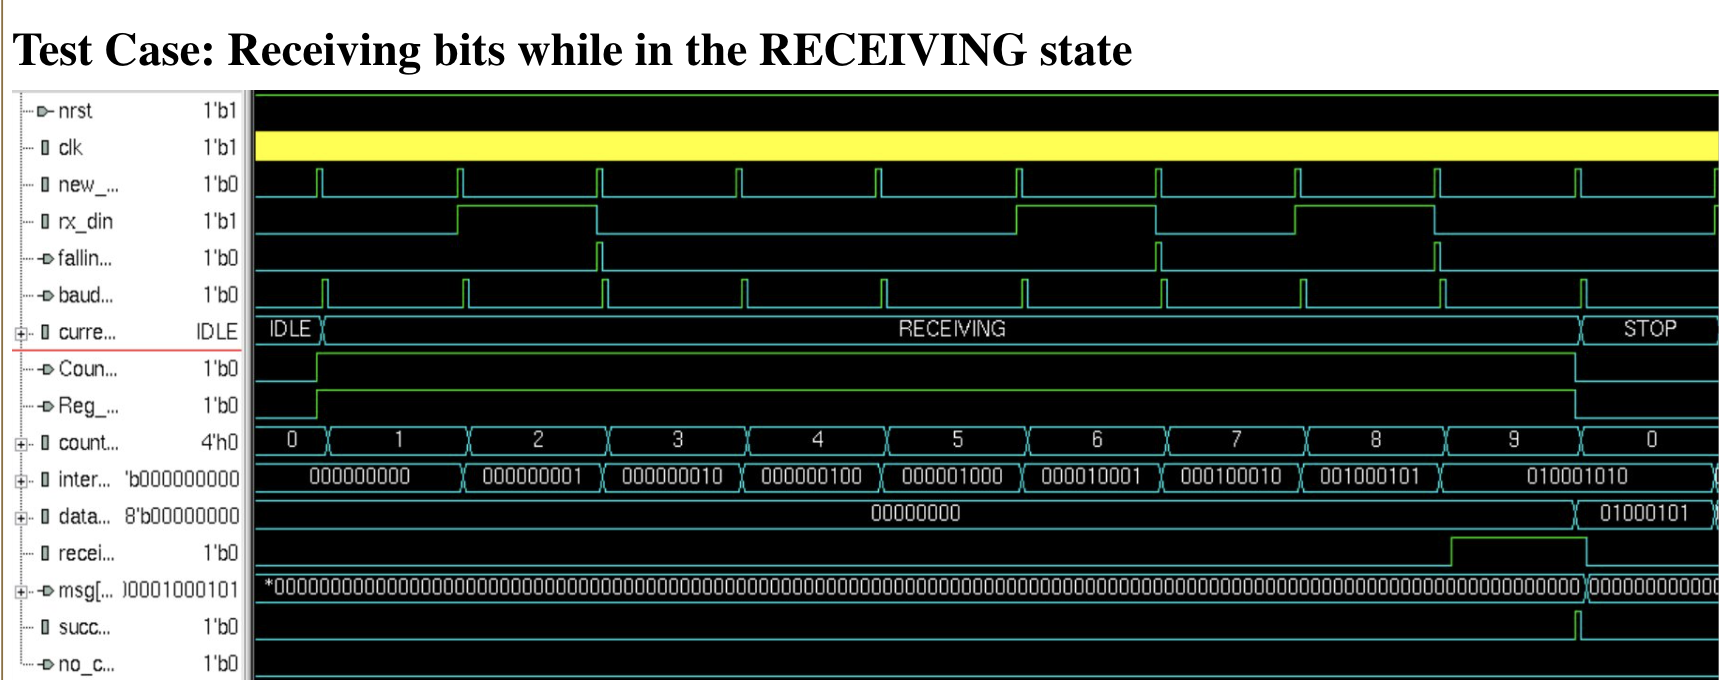 Test Case: Receiving bits while in the RECEIVING state
nrst 1'b1
clk 1'b1
new_... 1'b0
rx_din 1'b1
fallin... 1'b0
baud... 1'b0
curre... IDLE IDLE RECEIVING STOP
Coun... 1'b0
Reg_... 1'b0
count... 4'h0 0 1 2 3 4 5 6 7 8 9 0
inter... 'b000000000 000000000 000000001 000000010 000000100 000001000 000010001 000100010 001000101 010001010
data... 8'b00000000 00000000 01000101
recei... 1'b0
msg[... )0001000101
succ... 1'b0
no_c... 1'b0